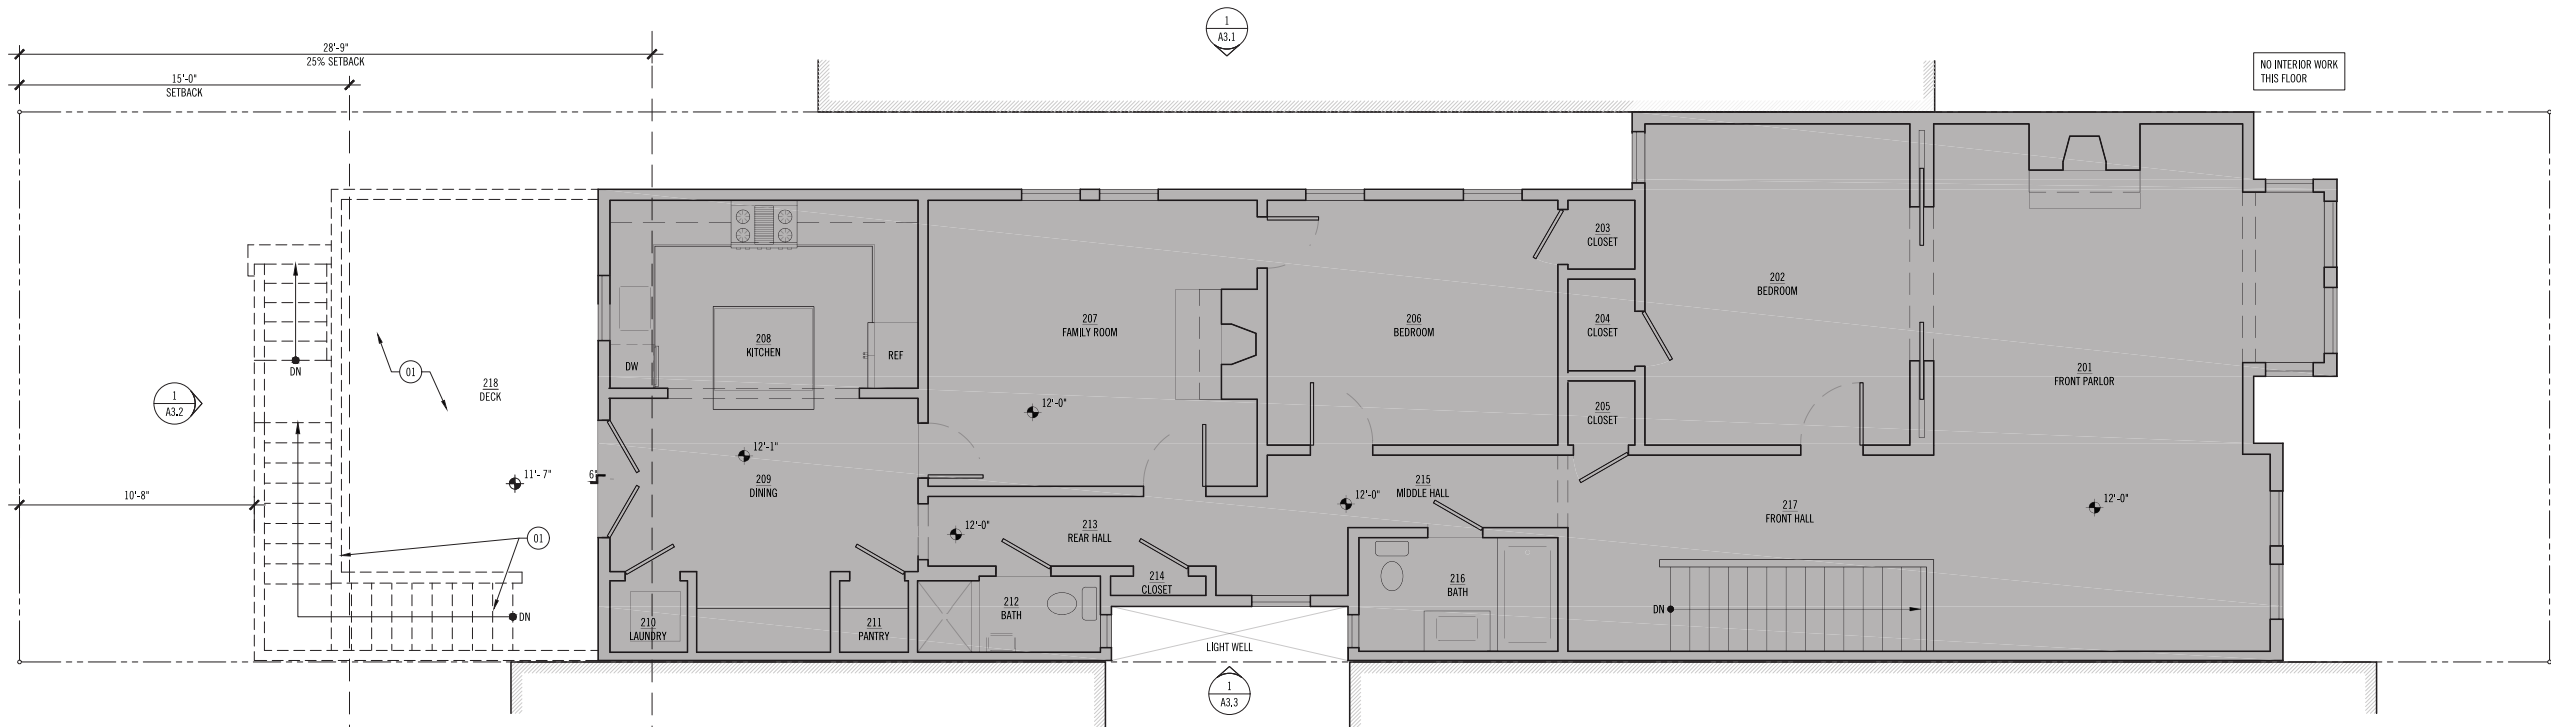 1
A3.1
28'-9"
25% SETBACK
15'-0"
SETBACK
NO INTERIOR WORK
THIS FLOOR
203
CLOSET
202
BEDROOM
207
FAMILY ROOM
206
BEDROOM
204
CLOSET
208
KITCHEN
REF
DW
DN
01
218
DECK
1
A3.2
201
FRONT PARLOR
205
CLOSET
12'-0"
12'-1"
11'-7"
6"
209
DINING
10'-8"
215
MIDDLE HALL
12'-0"
217
FRONT HALL
12'-0"
12'-0"
213
REAR HALL
01
214
CLOSET
216
BATH
212
BATH
DN
DN
210
LAUNDRY
211
PANTRY
LIGHT WELL
1
A3.3